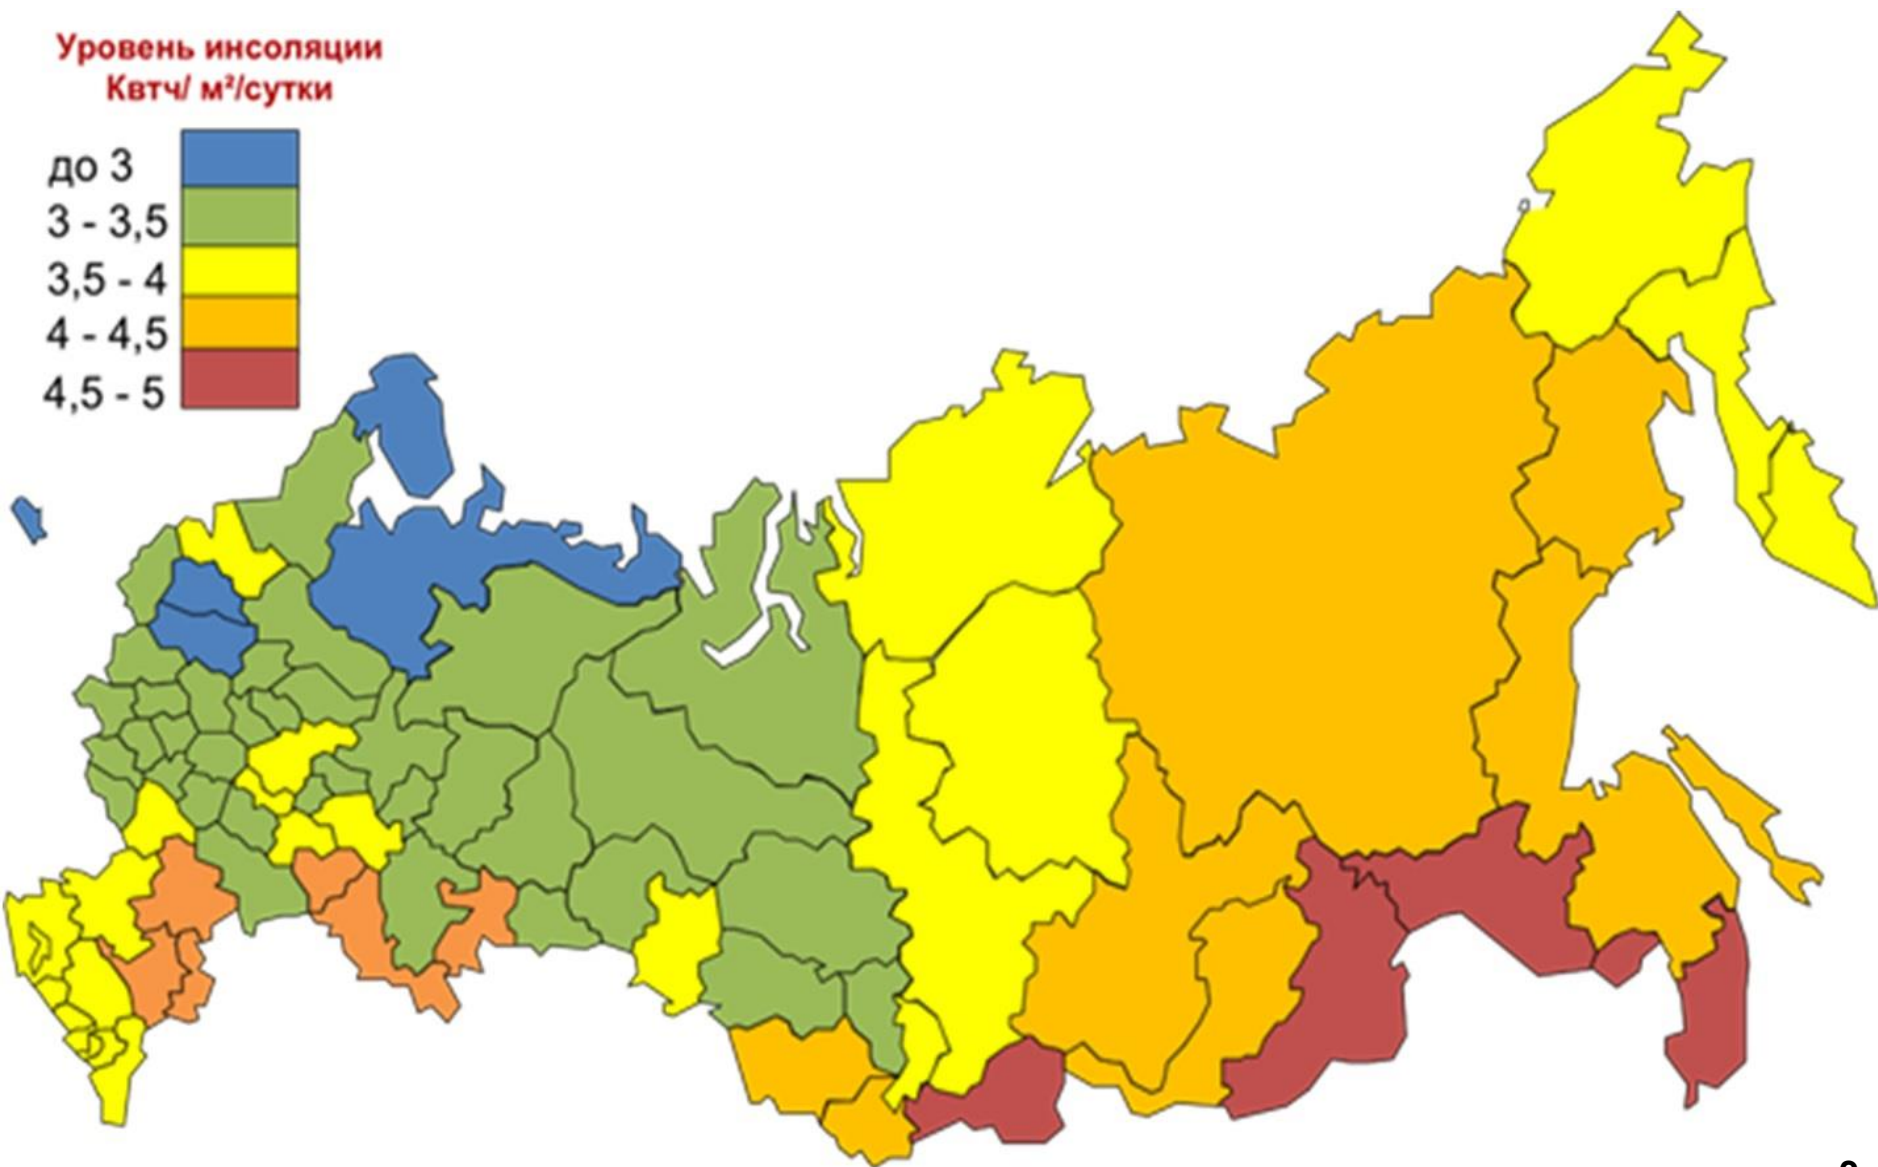 Уровень инсоляции
Квтч/ м²/сутки
до 3
3 - 3,5
3,5 - 4
4 - 4,5
4,5 - 5